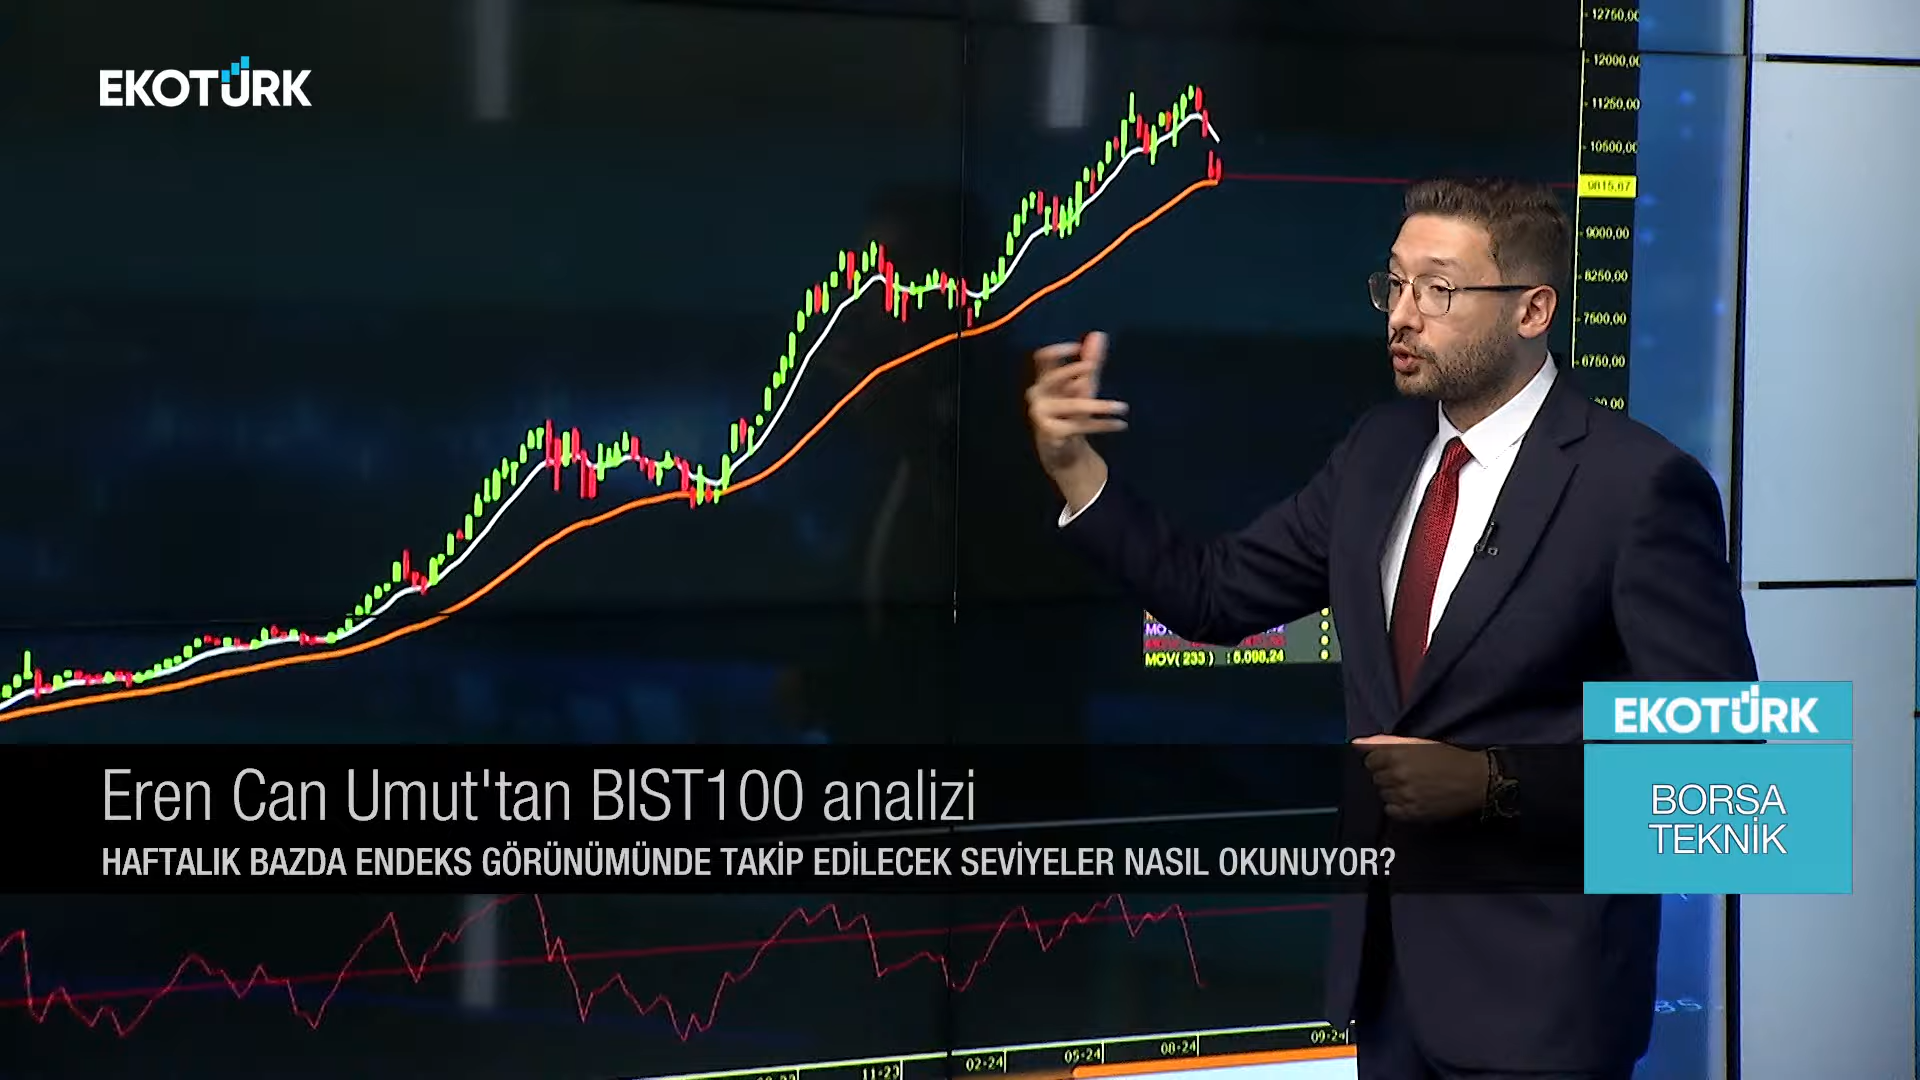 EKOTÜRK
12750,00
12000,00
11250,00
10500,00
9815,67
9000,00
8250,00
7500,00
6750,00
MOV( 233 ) : 5.098,24
EKOTÜRK
BORSA
TEKNİK
Eren Can Umut'tan BIST100 analizi
HAFTALIK BAZDA ENDEKS GÖRÜNÜMÜNDE TAKİP EDİLECEK SEVİYELER NASIL OKUNUYOR?
11-23
02-24
05-24
08-24
09-24